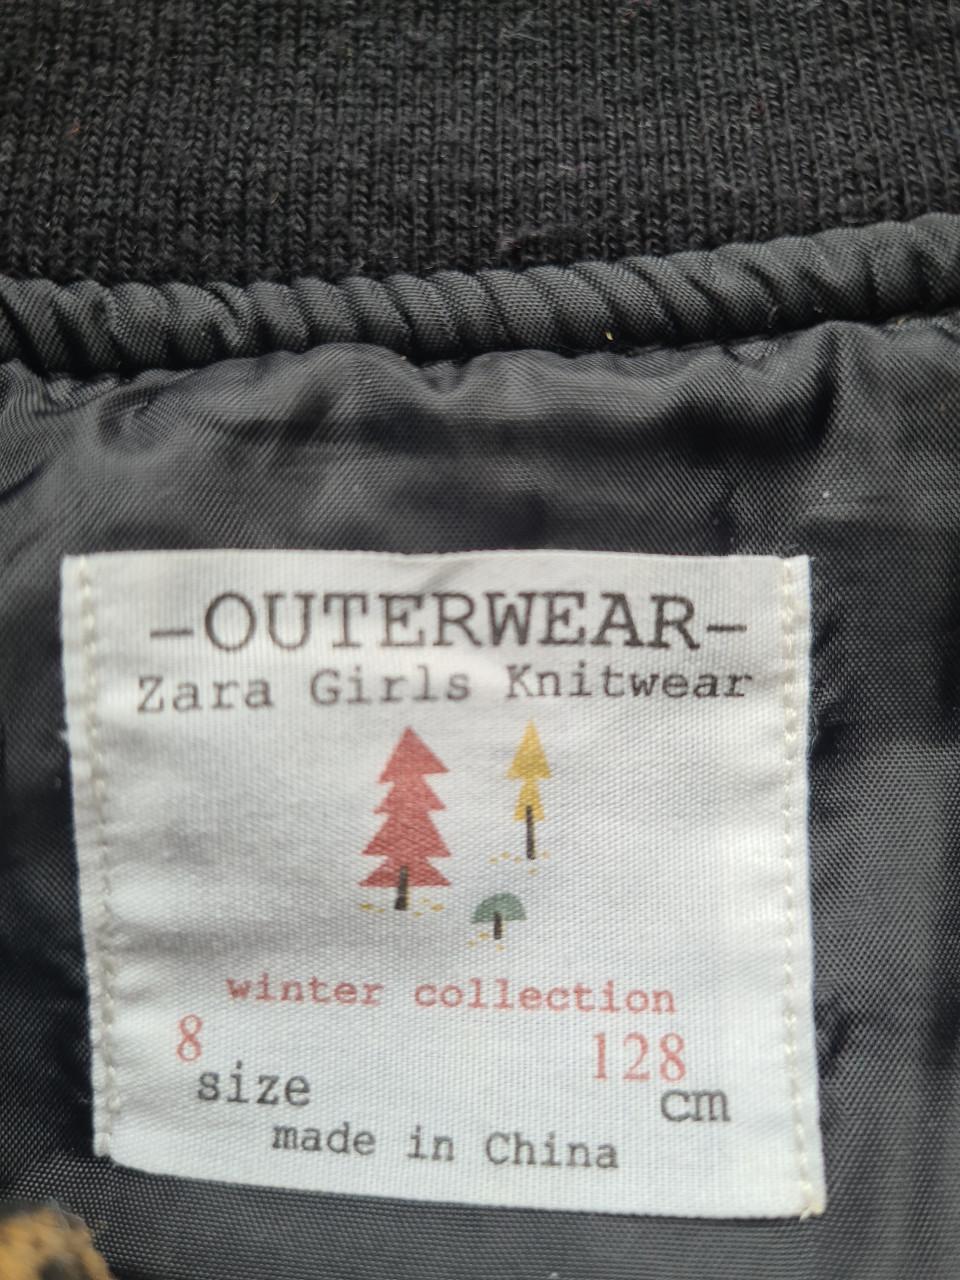 -OUTERWEAR-
Zara Girls Knitwear
winter collection
8 128
size cm
made in China